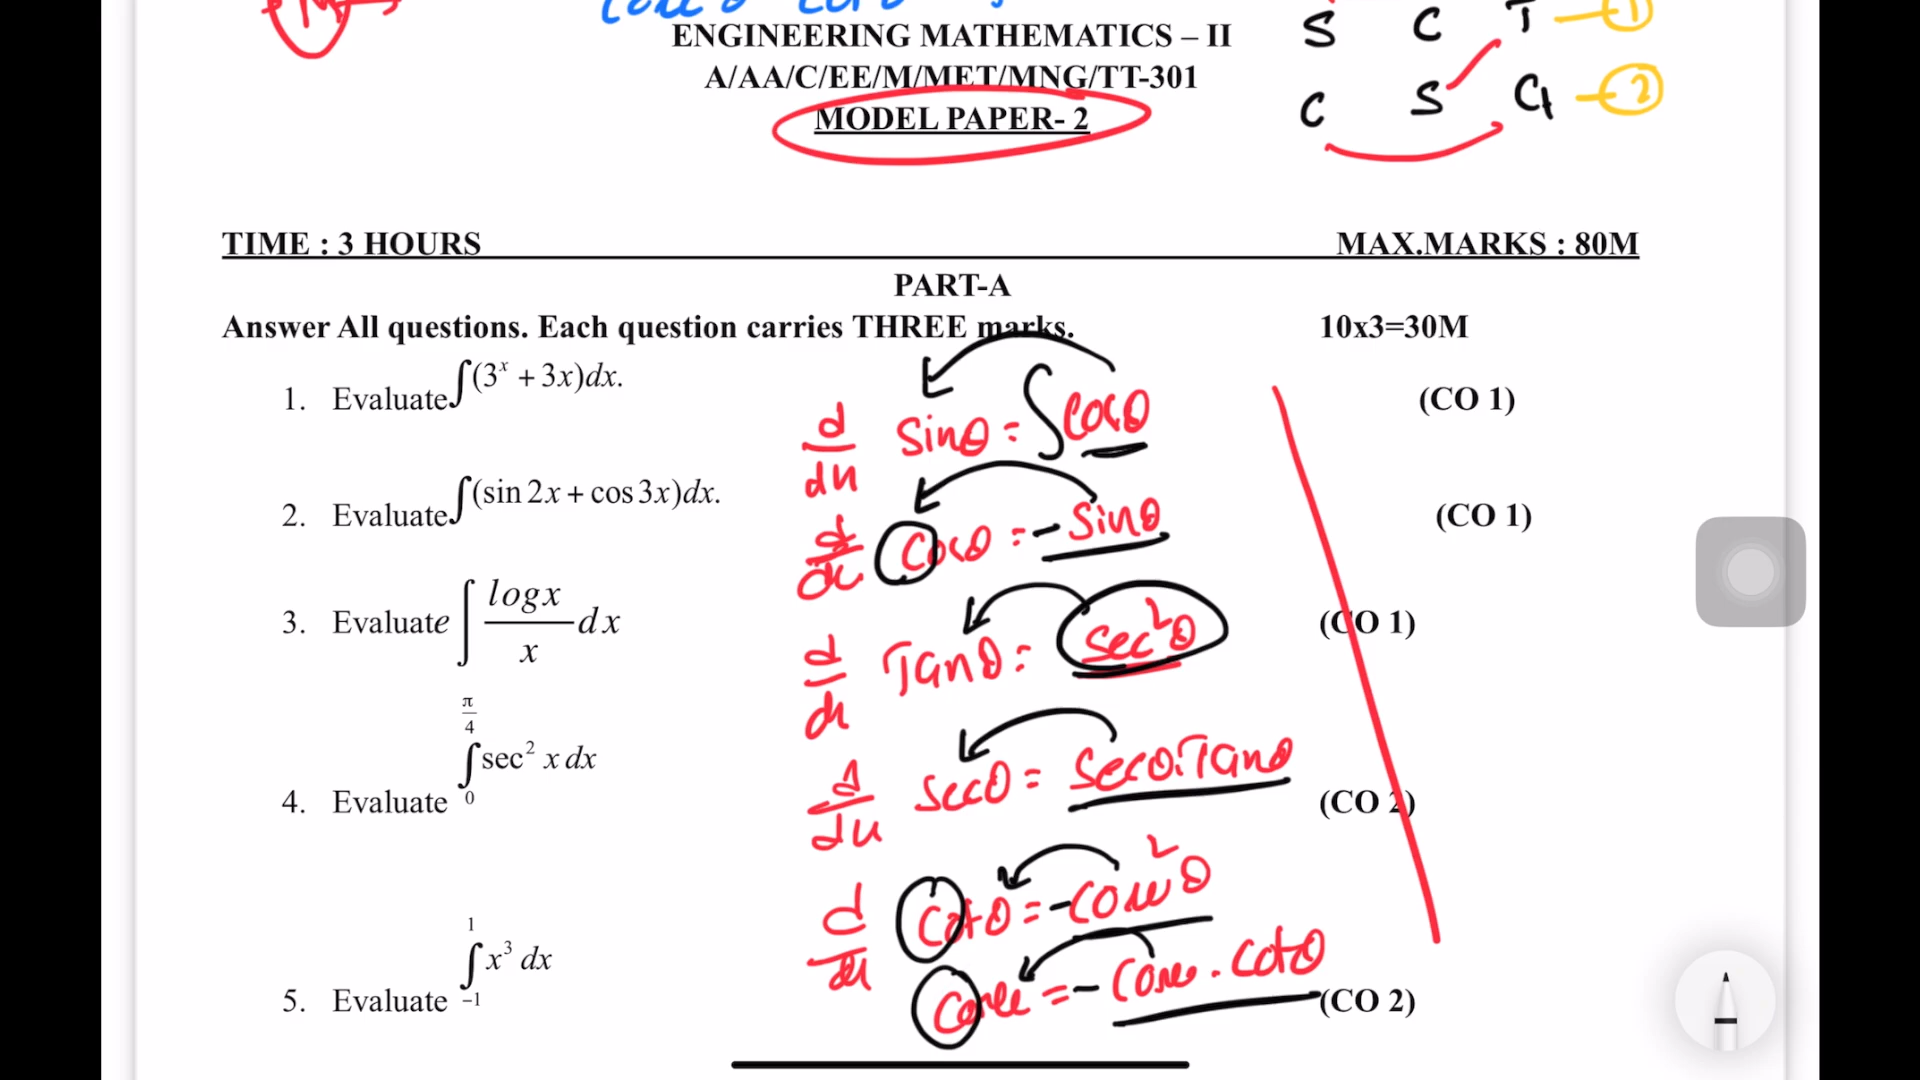 ENGINEERING MATHEMATICS – II
A/AA/C/EE/M/MET/MNG/TT-301
MODEL PAPER- 2
S C T – 1
C S C – 2
TIME : 3 HOURS MAX.MARKS : 80M
PART-A
Answer All questions. Each question carries THREE marks. 10x3=30M
1. Evaluate ∫(3ˣ + 3x)dx. (CO 1)
2. Evaluate ∫(sin 2x + cos 3x)dx. (CO 1)
3. Evaluate ∫ logx/x dx (CO 1)
4. Evaluate ∫₀^(π/4) sec² x dx (CO 2)
5. Evaluate ∫₋₁¹ x³ dx (CO 2)
d/dx Sinθ = ∫Cosθ
d/dx Cosθ = -Sinθ
d/dx Tanθ = Sec²θ
d/dx Secθ = Secθ.Tanθ
d/dx Cotθ = -Cosec²θ
Cosec = - Cosec . Cotθ